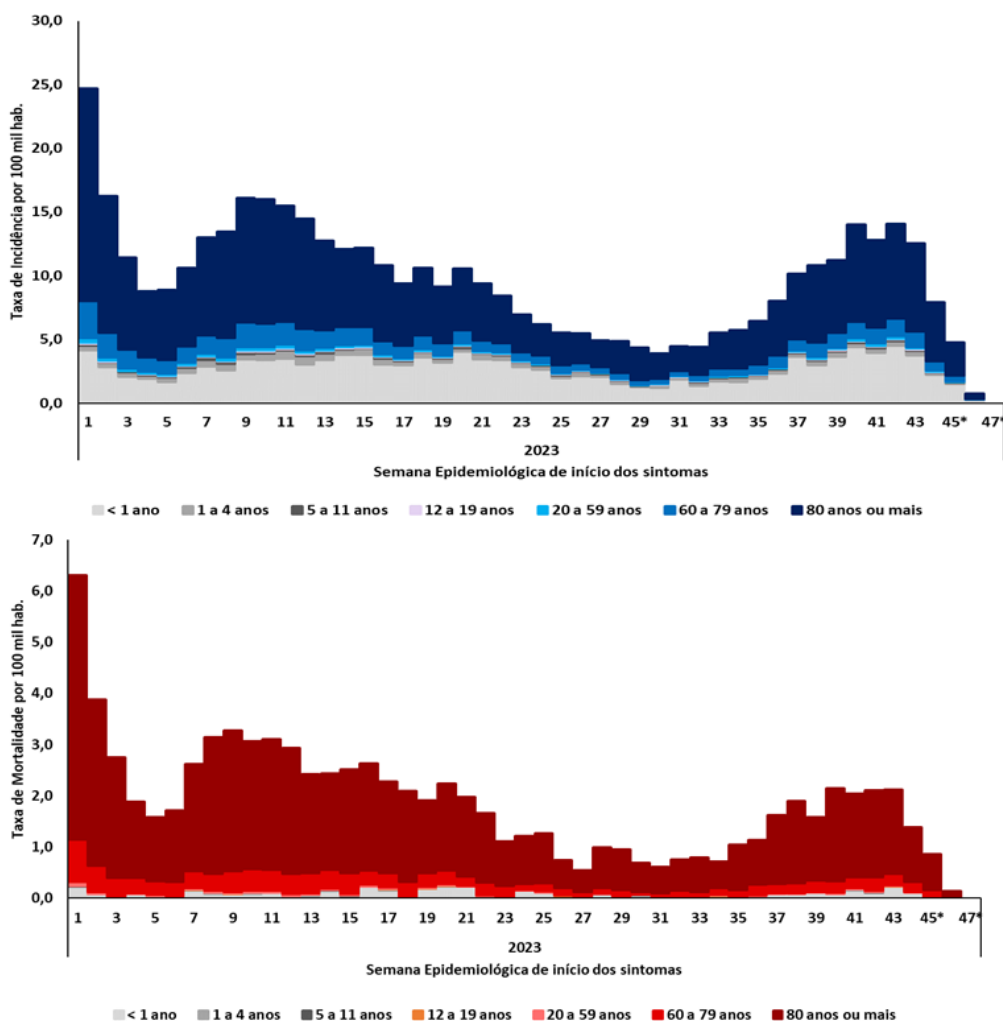 Taxa de Incidência por 100 mil hab.
30,0
25,0
20,0
15,0
10,0
5,0
0,0
1 3 5 7 9 11 13 15 17 19 21 23 25 27 29 31 33 35 37 39 41 43 45* 47*
2023
Semana Epidemiológica de início dos sintomas
< 1 ano 1 a 4 anos 5 a 11 anos 12 a 19 anos 20 a 59 anos 60 a 79 anos 80 anos ou mais
Taxa de Mortalidade por 100 mil hab.
7,0
6,0
5,0
4,0
3,0
2,0
1,0
0,0
1 3 5 7 9 11 13 15 17 19 21 23 25 27 29 31 33 35 37 39 41 43 45* 47*
2023
Semana Epidemiológica de início dos sintomas
< 1 ano 1 a 4 anos 5 a 11 anos 12 a 19 anos 20 a 59 anos 60 a 79 anos 80 anos ou mais